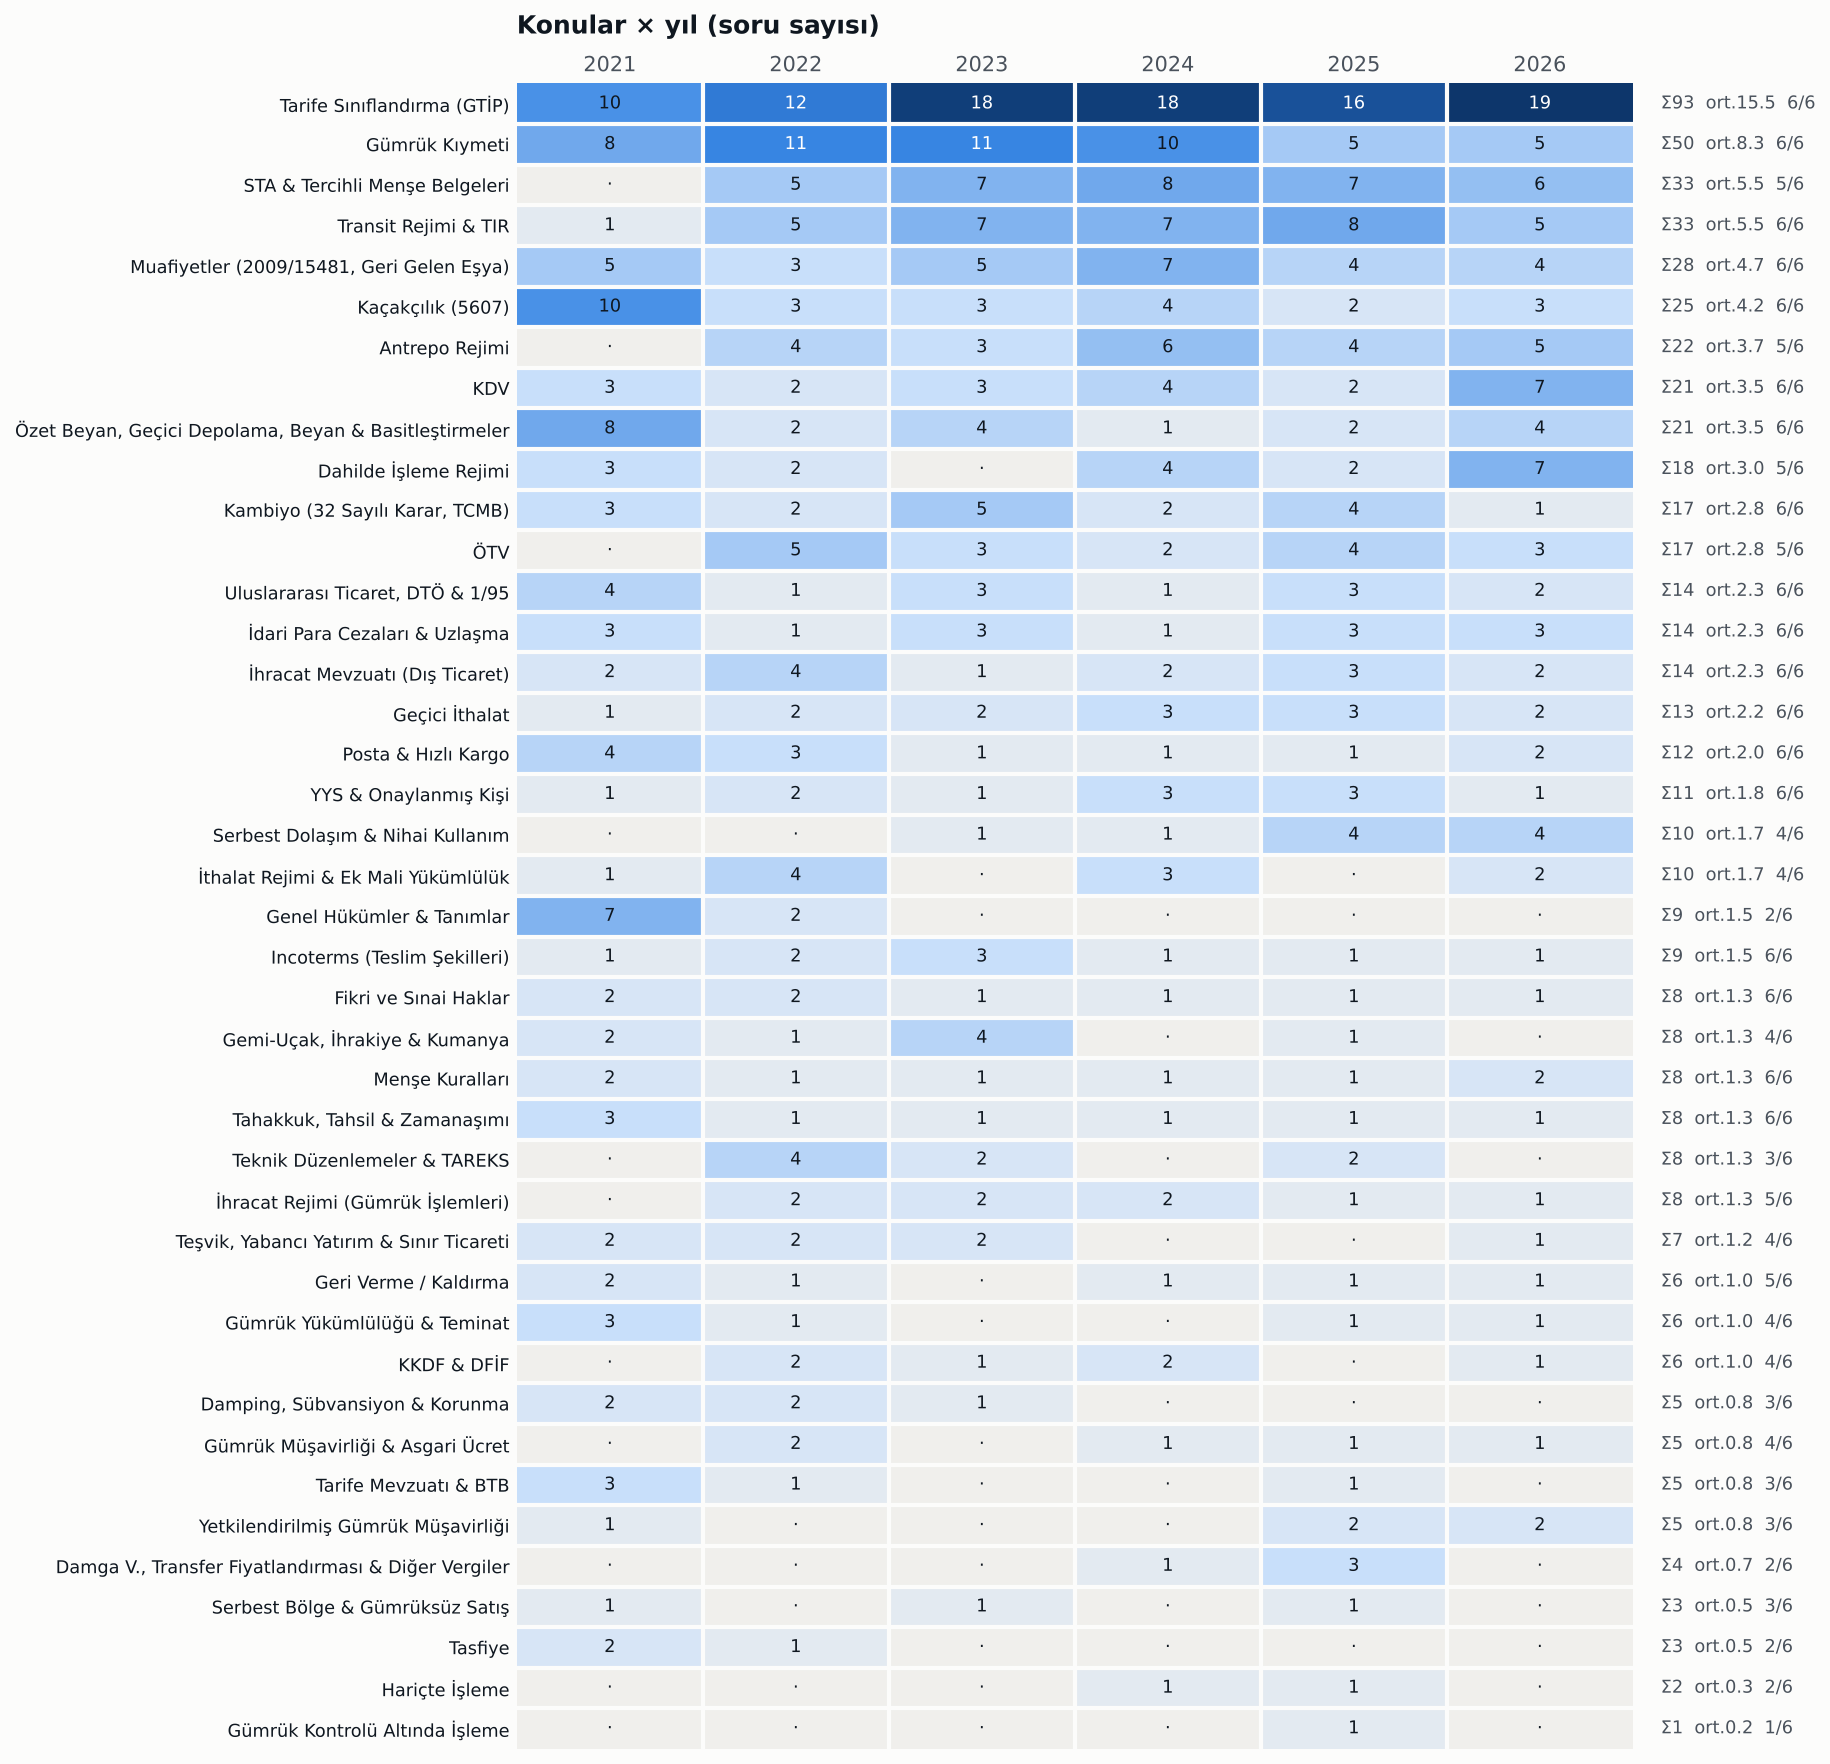 Konular × yıl (soru sayısı)
2021 2022 2023 2024 2025 2026
Tarife Sınıflandırma (GTİP) 10 12 18 18 16 19 Σ93 ort.15.5 6/6
Gümrük Kıymeti 8 11 11 10 5 5 Σ50 ort.8.3 6/6
STA & Tercihli Menşe Belgeleri · 5 7 8 7 6 Σ33 ort.5.5 5/6
Transit Rejimi & TIR 1 5 7 7 8 5 Σ33 ort.5.5 6/6
Muafiyetler (2009/15481, Geri Gelen Eşya) 5 3 5 7 4 4 Σ28 ort.4.7 6/6
Kaçakçılık (5607) 10 3 3 4 2 3 Σ25 ort.4.2 6/6
Antrepo Rejimi · 4 3 6 4 5 Σ22 ort.3.7 5/6
KDV 3 2 3 4 2 7 Σ21 ort.3.5 6/6
Özet Beyan, Geçici Depolama, Beyan & Basitleştirmeler 8 2 4 1 2 4 Σ21 ort.3.5 6/6
Dahilde İşleme Rejimi 3 2 · 4 2 7 Σ18 ort.3.0 5/6
Kambiyo (32 Sayılı Karar, TCMB) 3 2 5 2 4 1 Σ17 ort.2.8 6/6
ÖTV · 5 3 2 4 3 Σ17 ort.2.8 5/6
Uluslararası Ticaret, DTÖ & 1/95 4 1 3 1 3 2 Σ14 ort.2.3 6/6
İdari Para Cezaları & Uzlaşma 3 1 3 1 3 3 Σ14 ort.2.3 6/6
İhracat Mevzuatı (Dış Ticaret) 2 4 1 2 3 2 Σ14 ort.2.3 6/6
Geçici İthalat 1 2 2 3 3 2 Σ13 ort.2.2 6/6
Posta & Hızlı Kargo 4 3 1 1 1 2 Σ12 ort.2.0 6/6
YYS & Onaylanmış Kişi 1 2 1 3 3 1 Σ11 ort.1.8 6/6
Serbest Dolaşım & Nihai Kullanım · · 1 1 4 4 Σ10 ort.1.7 4/6
İthalat Rejimi & Ek Mali Yükümlülük 1 4 · 3 · 2 Σ10 ort.1.7 4/6
Genel Hükümler & Tanımlar 7 2 · · · · Σ9 ort.1.5 2/6
Incoterms (Teslim Şekilleri) 1 2 3 1 1 1 Σ9 ort.1.5 6/6
Fikri ve Sınai Haklar 2 2 1 1 1 1 Σ8 ort.1.3 6/6
Gemi-Uçak, İhrakiye & Kumanya 2 1 4 · 1 · Σ8 ort.1.3 4/6
Menşe Kuralları 2 1 1 1 1 2 Σ8 ort.1.3 6/6
Tahakkuk, Tahsil & Zamanaşımı 3 1 1 1 1 1 Σ8 ort.1.3 6/6
Teknik Düzenlemeler & TAREKS · 4 2 · 2 · Σ8 ort.1.3 3/6
İhracat Rejimi (Gümrük İşlemleri) · 2 2 2 1 1 Σ8 ort.1.3 5/6
Teşvik, Yabancı Yatırım & Sınır Ticareti 2 2 2 · · 1 Σ7 ort.1.2 4/6
Geri Verme / Kaldırma 2 1 · 1 1 1 Σ6 ort.1.0 5/6
Gümrük Yükümlülüğü & Teminat 3 1 · · 1 1 Σ6 ort.1.0 4/6
KKDF & DFİF · 2 1 2 · 1 Σ6 ort.1.0 4/6
Damping, Sübvansiyon & Korunma 2 2 1 · · · Σ5 ort.0.8 3/6
Gümrük Müşavirliği & Asgari Ücret · 2 · 1 1 1 Σ5 ort.0.8 4/6
Tarife Mevzuatı & BTB 3 1 · · 1 · Σ5 ort.0.8 3/6
Yetkilendirilmiş Gümrük Müşavirliği 1 · · · 2 2 Σ5 ort.0.8 3/6
Damga V., Transfer Fiyatlandırması & Diğer Vergiler · · · 1 3 · Σ4 ort.0.7 2/6
Serbest Bölge & Gümrüksüz Satış 1 · 1 · 1 · Σ3 ort.0.5 3/6
Tasfiye 2 1 · · · · Σ3 ort.0.5 2/6
Hariçte İşleme · · · 1 1 · Σ2 ort.0.3 2/6
Gümrük Kontrolü Altında İşleme · · · · 1 · Σ1 ort.0.2 1/6